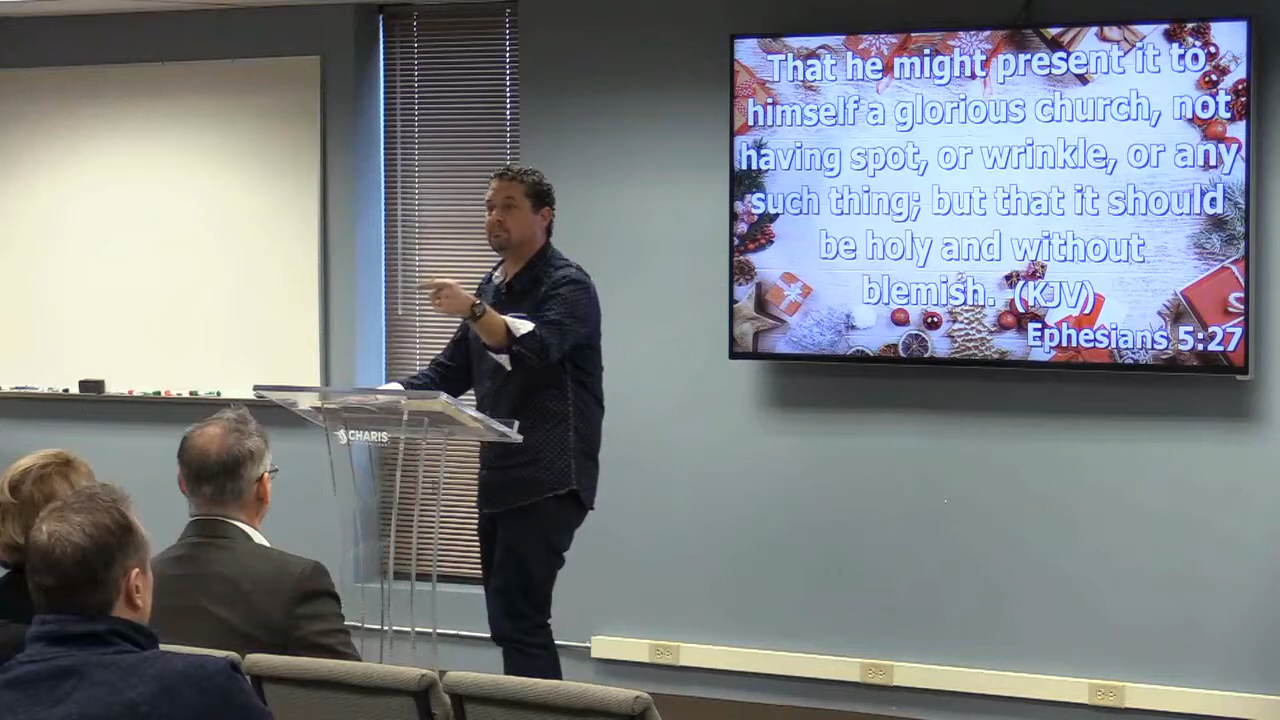 That he might present it to
himself a glorious church, not
having spot, or wrinkle, or any
such thing; but that it should
be holy and without
blemish. (KJV)
Ephesians 5:27
CHARIS